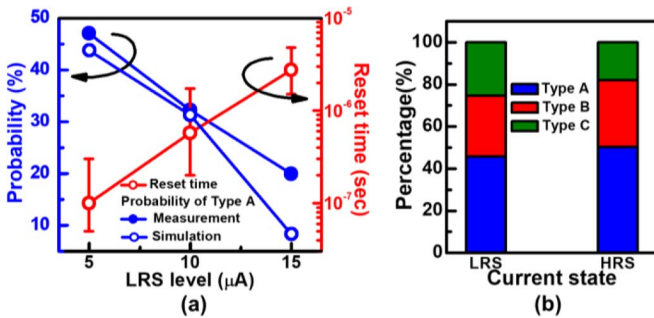 50
40
30
20
10
Probability (%)
Reset time
Probability of Type A
Measurement
Simulation
5
10
15
LRS level (μA)
10⁻⁵
10⁻⁶
10⁻⁷
Reset time (sec)
(a)
100
80
60
40
20
0
Percentage(%)
Type A
Type B
Type C
LRS
HRS
Current state
(b)